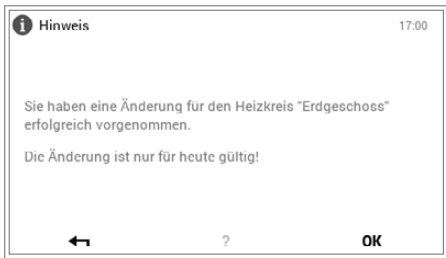 Hinweis 17:00
Sie haben eine Änderung für den Heizkreis "Erdgeschoss"
erfolgreich vorgenommen.
Die Änderung ist nur für heute gültig!
? OK